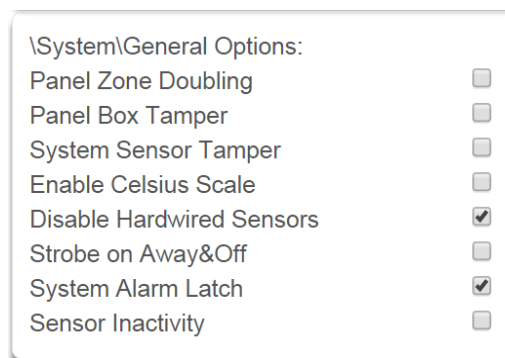 \System\General Options:
Panel Zone Doubling
Panel Box Tamper
System Sensor Tamper
Enable Celsius Scale
Disable Hardwired Sensors
Strobe on Away&Off
System Alarm Latch
Sensor Inactivity